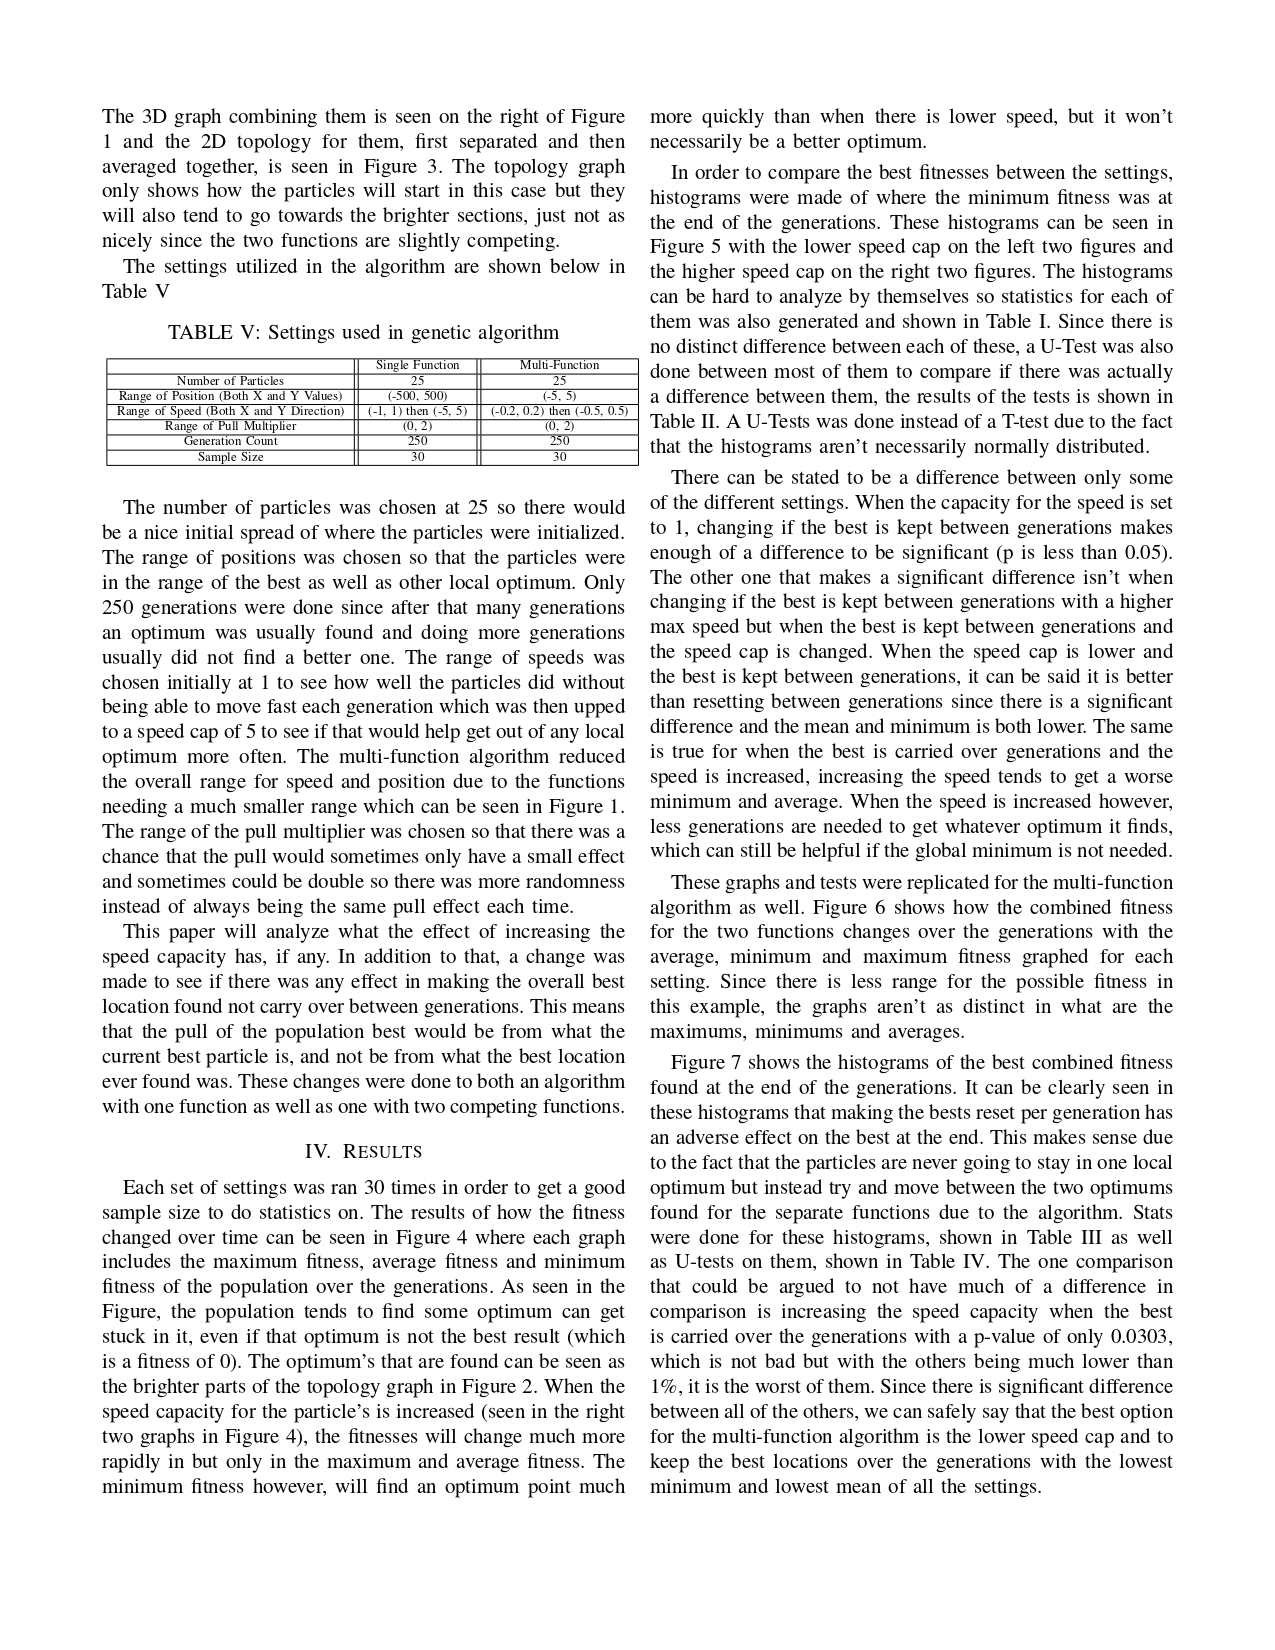 The 3D graph combining them is seen on the right of Figure
1 and the 2D topology for them, first separated and then
averaged together, is seen in Figure 3. The topology graph
only shows how the particles will start in this case but they
will also tend to go towards the brighter sections, just not as
nicely since the two functions are slightly competing.
The settings utilized in the algorithm are shown below in
Table V
TABLE V: Settings used in genetic algorithm
Single Function Multi-Function
Number of Particles 25 25
Range of Position (Both X and Y Values) (-500, 500) (-5, 5)
Range of Speed (Both X and Y Direction) (-1, 1) then (-5, 5) (-0.2, 0.2) then (-0.5, 0.5)
Range of Pull Multiplier (0, 2) (0, 2)
Generation Count 250 250
Sample Size 30 30
The number of particles was chosen at 25 so there would
be a nice initial spread of where the particles were initialized.
The range of positions was chosen so that the particles were
in the range of the best as well as other local optimum. Only
250 generations were done since after that many generations
an optimum was usually found and doing more generations
usually did not find a better one. The range of speeds was
chosen initially at 1 to see how well the particles did without
being able to move fast each generation which was then upped
to a speed cap of 5 to see if that would help get out of any local
optimum more often. The multi-function algorithm reduced
the overall range for speed and position due to the functions
needing a much smaller range which can be seen in Figure 1.
The range of the pull multiplier was chosen so that there was a
chance that the pull would sometimes only have a small effect
and sometimes could be double so there was more randomness
instead of always being the same pull effect each time.
This paper will analyze what the effect of increasing the
speed capacity has, if any. In addition to that, a change was
made to see if there was any effect in making the overall best
location found not carry over between generations. This means
that the pull of the population best would be from what the
current best particle is, and not be from what the best location
ever found was. These changes were done to both an algorithm
with one function as well as one with two competing functions.
IV. RESULTS
Each set of settings was ran 30 times in order to get a good
sample size to do statistics on. The results of how the fitness
changed over time can be seen in Figure 4 where each graph
includes the maximum fitness, average fitness and minimum
fitness of the population over the generations. As seen in the
Figure, the population tends to find some optimum can get
stuck in it, even if that optimum is not the best result (which
is a fitness of 0). The optimum's that are found can be seen as
the brighter parts of the topology graph in Figure 2. When the
speed capacity for the particle's is increased (seen in the right
two graphs in Figure 4), the fitnesses will change much more
rapidly in but only in the maximum and average fitness. The
minimum fitness however, will find an optimum point much
more quickly than when there is lower speed, but it won't
necessarily be a better optimum.
In order to compare the best fitnesses between the settings,
histograms were made of where the minimum fitness was at
the end of the generations. These histograms can be seen in
Figure 5 with the lower speed cap on the left two figures and
the higher speed cap on the right two figures. The histograms
can be hard to analyze by themselves so statistics for each of
them was also generated and shown in Table I. Since there is
no distinct difference between each of these, a U-Test was also
done between most of them to compare if there was actually
a difference between them, the results of the tests is shown in
Table II. A U-Tests was done instead of a T-test due to the fact
that the histograms aren't necessarily normally distributed.
There can be stated to be a difference between only some
of the different settings. When the capacity for the speed is set
to 1, changing if the best is kept between generations makes
enough of a difference to be significant (p is less than 0.05).
The other one that makes a significant difference isn't when
changing if the best is kept between generations with a higher
max speed but when the best is kept between generations and
the speed cap is changed. When the speed cap is lower and
the best is kept between generations, it can be said it is better
than resetting between generations since there is a significant
difference and the mean and minimum is both lower. The same
is true for when the best is carried over generations and the
speed is increased, increasing the speed tends to get a worse
minimum and average. When the speed is increased however,
less generations are needed to get whatever optimum it finds,
which can still be helpful if the global minimum is not needed.
These graphs and tests were replicated for the multi-function
algorithm as well. Figure 6 shows how the combined fitness
for the two functions changes over the generations with the
average, minimum and maximum fitness graphed for each
setting. Since there is less range for the possible fitness in
this example, the graphs aren't as distinct in what are the
maximums, minimums and averages.
Figure 7 shows the histograms of the best combined fitness
found at the end of the generations. It can be clearly seen in
these histograms that making the bests reset per generation has
an adverse effect on the best at the end. This makes sense due
to the fact that the particles are never going to stay in one local
optimum but instead try and move between the two optimums
found for the separate functions due to the algorithm. Stats
were done for these histograms, shown in Table III as well
as U-tests on them, shown in Table IV. The one comparison
that could be argued to not have much of a difference in
comparison is increasing the speed capacity when the best
is carried over the generations with a p-value of only 0.0303,
which is not bad but with the others being much lower than
1%, it is the worst of them. Since there is significant difference
between all of the others, we can safely say that the best option
for the multi-function algorithm is the lower speed cap and to
keep the best locations over the generations with the lowest
minimum and lowest mean of all the settings.